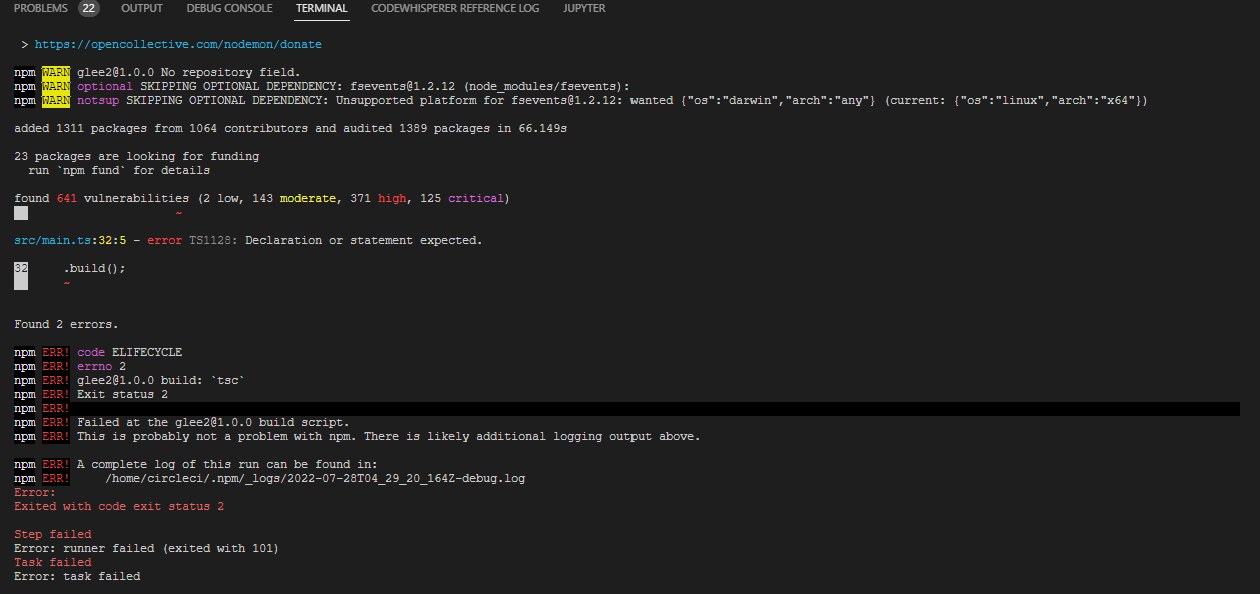 PROBLEMS 22 OUTPUT DEBUG CONSOLE TERMINAL CODEWHISPERER REFERENCE LOG JUPYTER
> https://opencollective.com/nodemon/donate
npm WARN glee2@1.0.0 No repository field.
npm WARN optional SKIPPING OPTIONAL DEPENDENCY: fsevents@1.2.12 (node_modules/fsevents):
npm WARN notsup SKIPPING OPTIONAL DEPENDENCY: Unsupported platform for fsevents@1.2.12: wanted {"os":"darwin","arch":"any"} (current: {"os":"linux","arch":"x64"})
added 1311 packages from 1064 contributors and audited 1389 packages in 66.149s
23 packages are looking for funding
run `npm fund` for details
found 641 vulnerabilities (2 low, 143 moderate, 371 high, 125 critical)
~
src/main.ts:32:5 - error TS1128: Declaration or statement expected.
32 .build();
~
Found 2 errors.
npm ERR! code ELIFECYCLE
npm ERR! errno 2
npm ERR! glee2@1.0.0 build: `tsc`
npm ERR! Exit status 2
npm ERR!
npm ERR! Failed at the glee2@1.0.0 build script.
npm ERR! This is probably not a problem with npm. There is likely additional logging output above.
npm ERR! A complete log of this run can be found in:
npm ERR! /home/circleci/.npm/_logs/2022-07-28T04_29_20_164Z-debug.log
Error:
Exited with code exit status 2
Step failed
Error: runner failed (exited with 101)
Task failed
Error: task failed